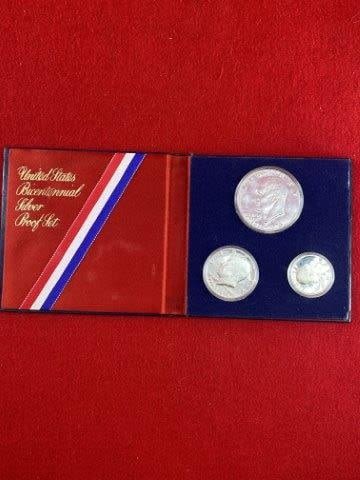 United States
Bicentennial
Silver
Proof Set